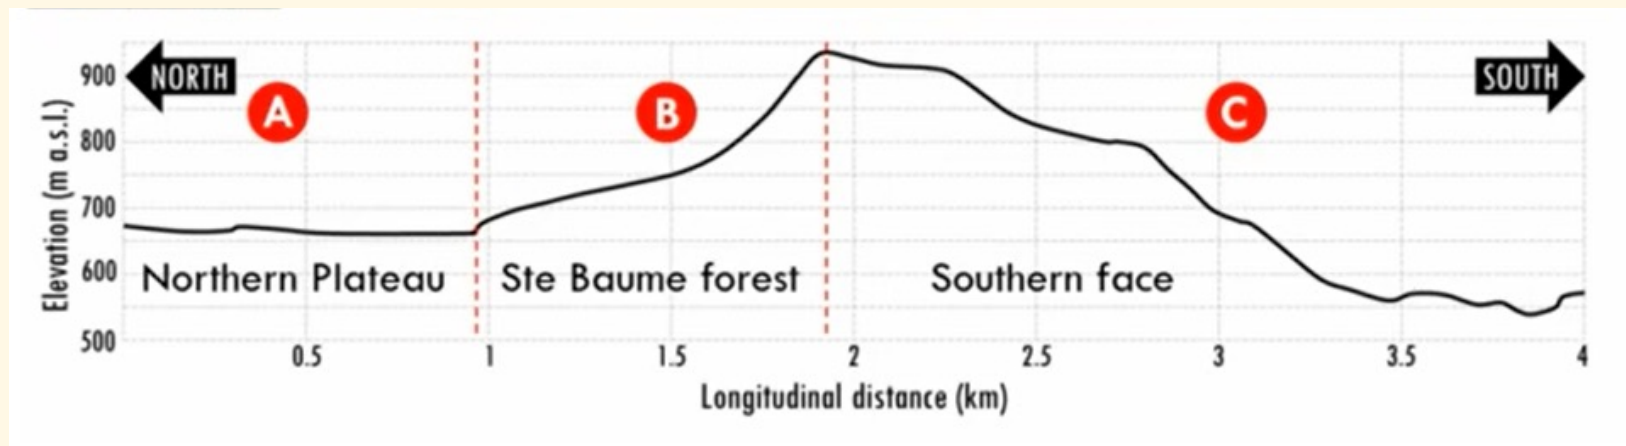 NORTH
SOUTH
A
B
C
Elevation (m a.s.l.)
900
800
700
600
500
Northern Plateau
Ste Baume forest
Southern face
0.5
1
1.5
2
2.5
3
3.5
4
Longitudinal distance (km)